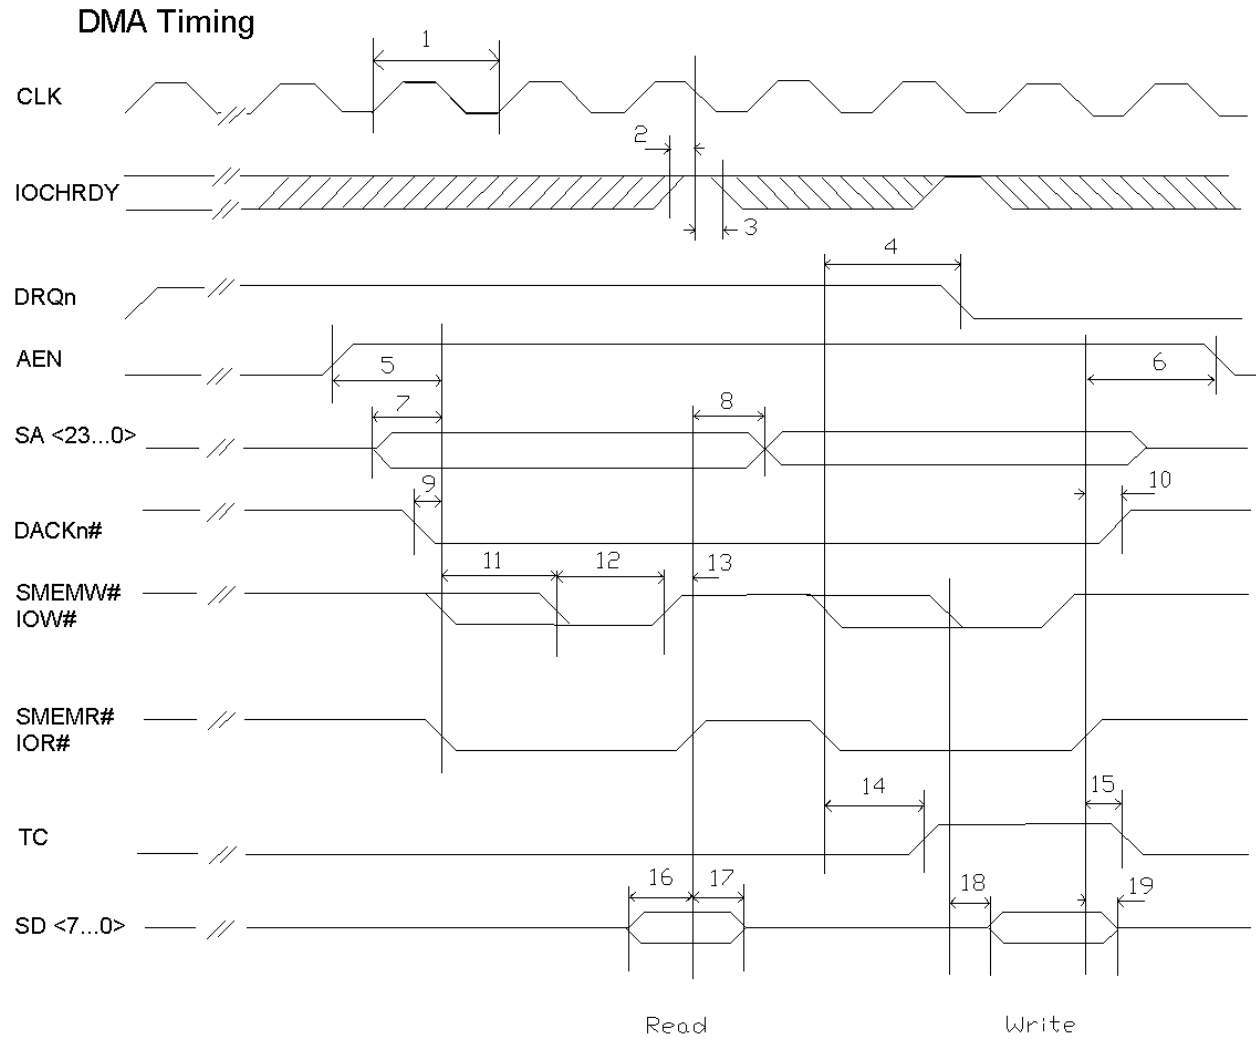 DMA Timing
1
CLK
2
IOCHRDY
3
4
DRQn
AEN
5
6
7
8
SA <23...0>
9
10
DACKn#
11
12
13
SMEMW#
IOW#
SMEMR#
IOR#
14
15
TC
16
17
18
19
SD <7...0>
Read
Write